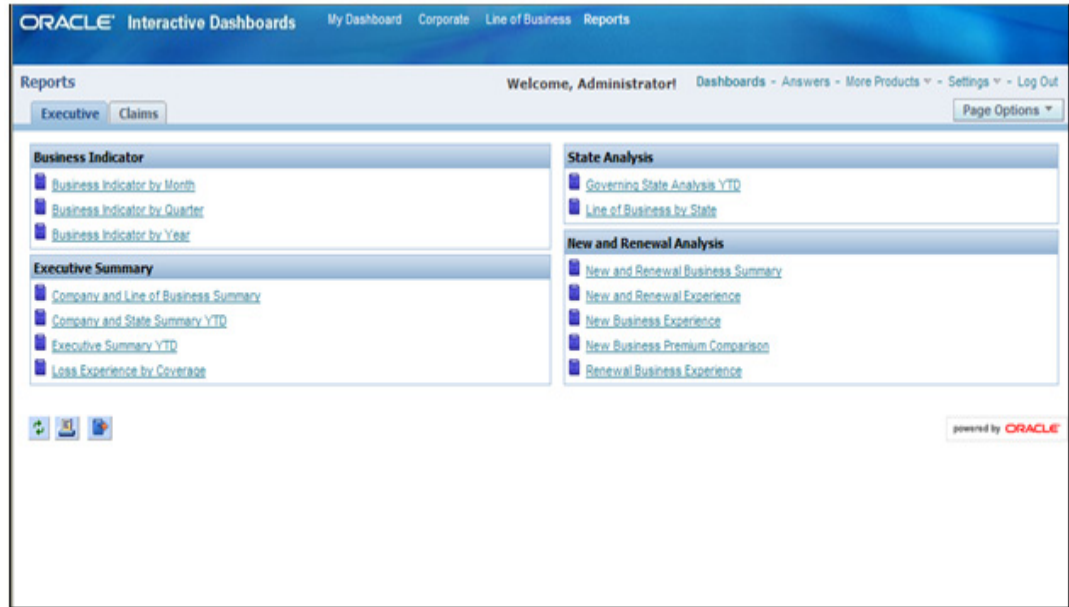 ORACLE Interactive Dashboards My Dashboard Corporate Line of Business Reports
Reports Welcome, Administrator! Dashboards - Answers - More Products - Settings - Log Out
Executive Claims Page Options
Business Indicator
Business Indicator by Month
Business Indicator by Quarter
Business Indicator by Year
Executive Summary
Company and Line of Business Summary
Company and State Summary YTD
Executive Summary YTD
Loss Experience by Coverage
State Analysis
Governing State Analysis YTD
Line of Business by State
New and Renewal Analysis
New and Renewal Business Summary
New and Renewal Experience
New Business Experience
New Business Premium Comparison
Renewal Business Experience
powered by ORACLE